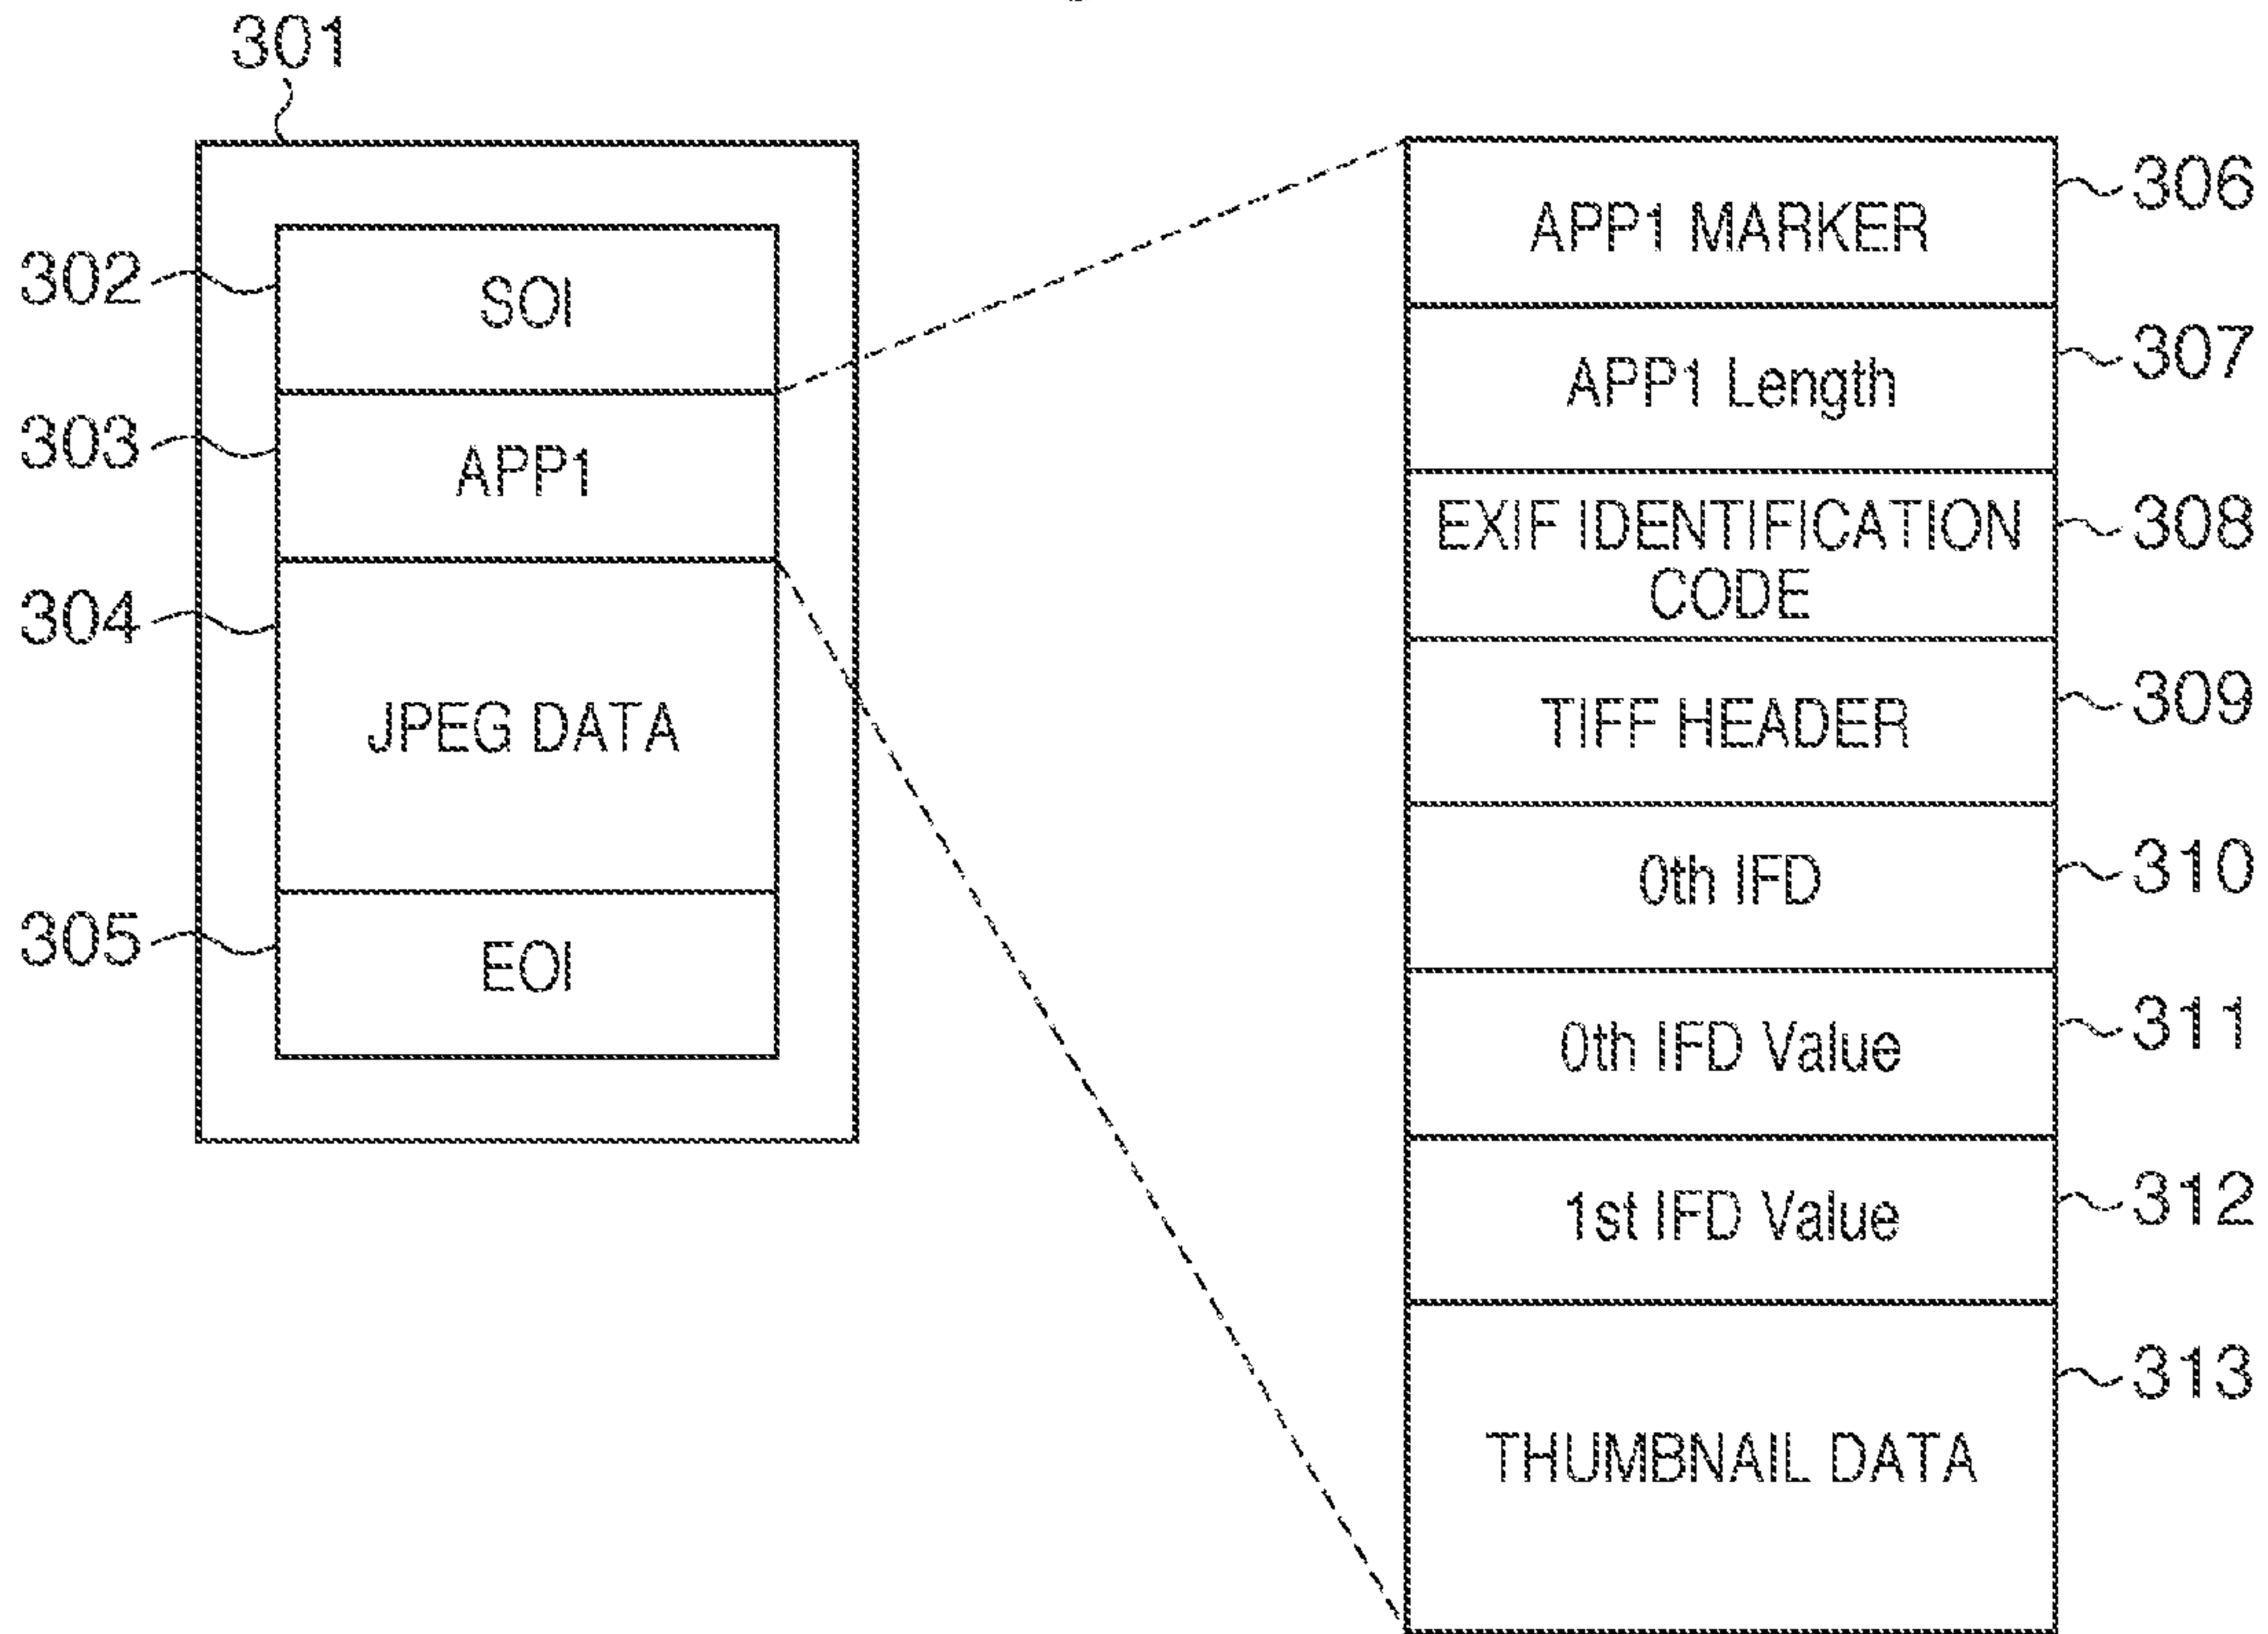 301
302
SOI
303
APP1
304
JPEG DATA
305
EOI
APP1 MARKER
306
APP1 Length
307
EXIF IDENTIFICATION
CODE
308
TIFF HEADER
309
0th IFD
310
0th IFD Value
311
1st IFD Value
312
THUMBNAIL DATA
313